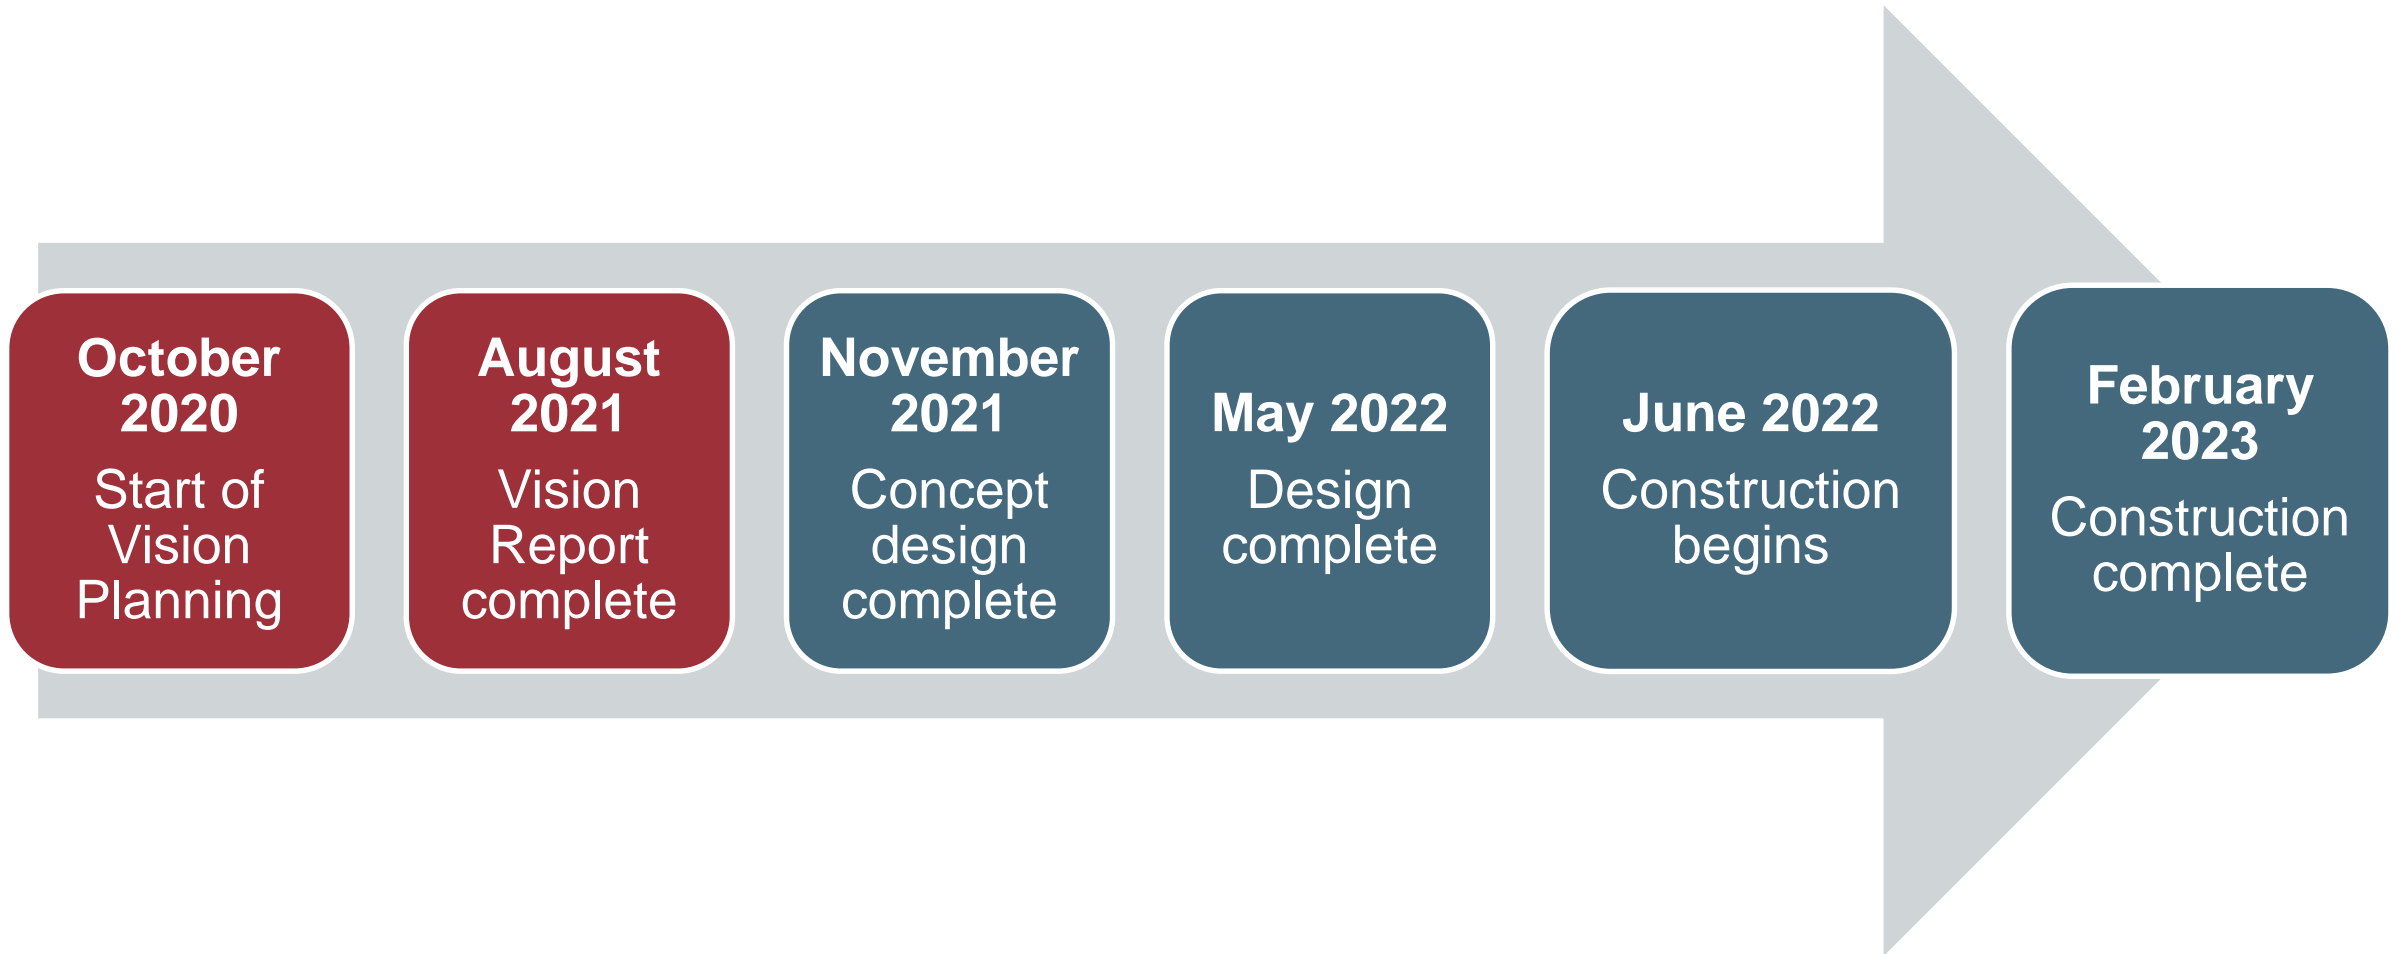 October
2020
Start of
Vision
Planning
August
2021
Vision
Report
complete
November
2021
Concept
design
complete
May 2022
Design
complete
June 2022
Construction
begins
February
2023
Construction
complete